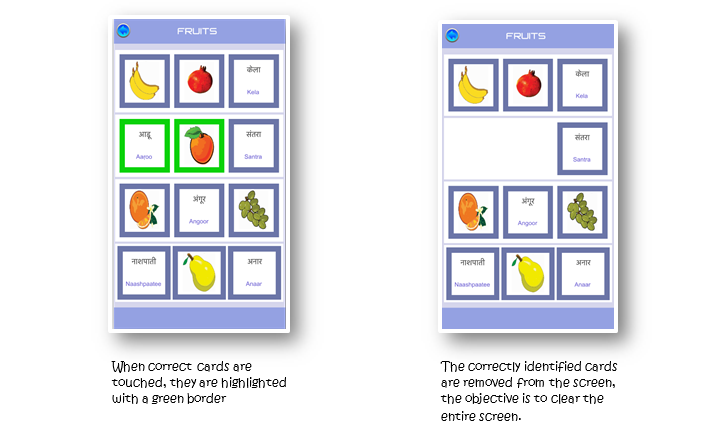 FRUITS
केला
Kela
आड़ू
Aaroo
संतरा
Santra
अंगूर
Angoor
नाशपाती
Naashpaatee
अनार
Anaar
When correct cards are
touched, they are highlighted
with a green border
FRUITS
केला
Kela
संतरा
Santra
अंगूर
Angoor
नाशपाती
Naashpaatee
अनार
Anaar
The correctly identified cards
are removed from the screen,
the objective is to clear the
entire screen.